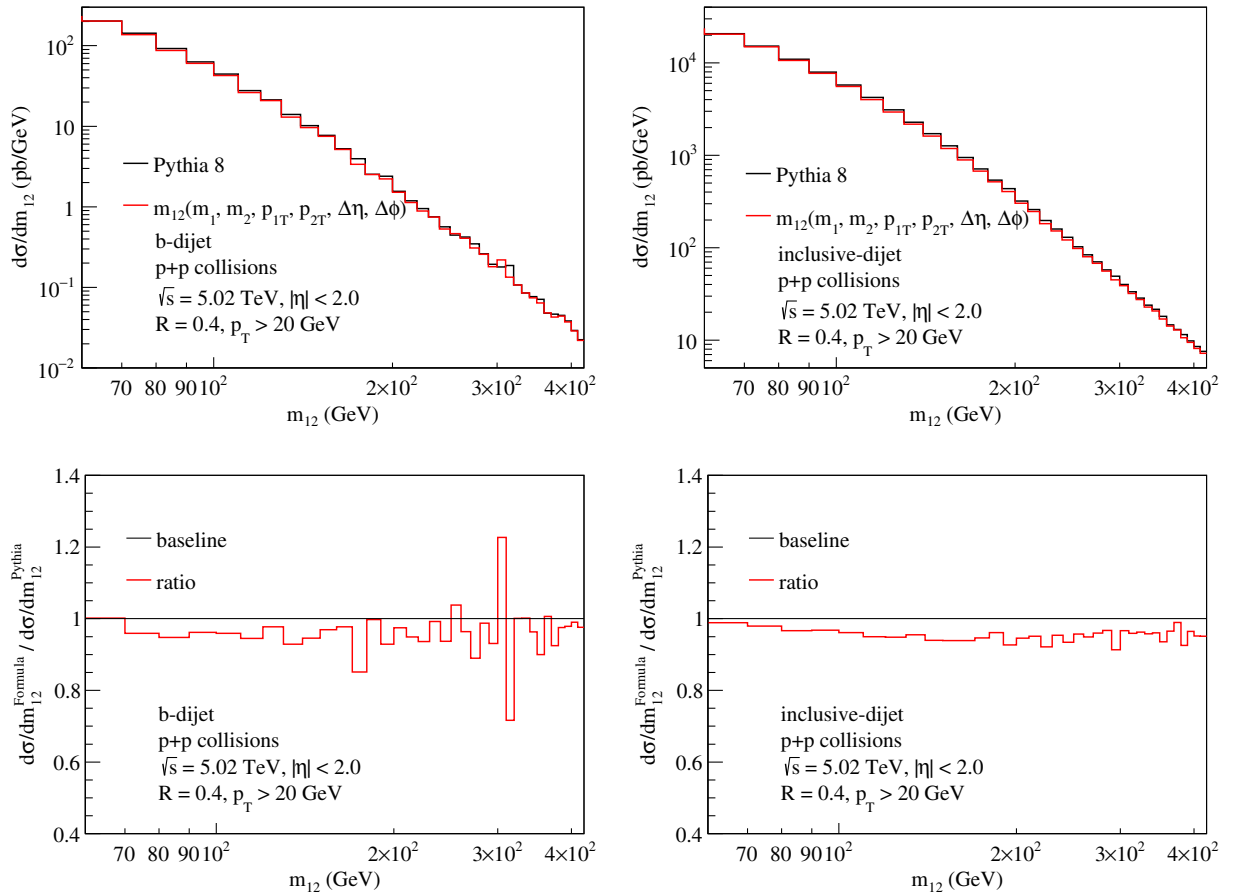 dσ/dm₁₂ (pb/GeV)
10²
10
1
10⁻¹
10⁻²
Pythia 8
m₁₂(m₁, m₂, p₁T, p₂T, Δη, Δϕ)
b-dijet
p+p collisions
√s = 5.02 TeV, |η| < 2.0
R = 0.4, p_T > 20 GeV
70 80 90 10² 2×10² 3×10² 4×10²
m₁₂ (GeV)
dσ/dm₁₂ (pb/GeV)
10⁴
10³
10²
10
Pythia 8
m₁₂(m₁, m₂, p₁T, p₂T, Δη, Δϕ)
inclusive-dijet
p+p collisions
√s = 5.02 TeV, |η| < 2.0
R = 0.4, p_T > 20 GeV
70 80 90 10² 2×10² 3×10² 4×10²
m₁₂ (GeV)
dσ/dm₁₂^Formula / dσ/dm₁₂^Pythia
1.4
1.2
1
0.8
0.6
0.4
baseline
ratio
b-dijet
p+p collisions
√s = 5.02 TeV, |η| < 2.0
R = 0.4, p_T > 20 GeV
70 80 90 10² 2×10² 3×10² 4×10²
m₁₂ (GeV)
dσ/dm₁₂^Formula / dσ/dm₁₂^Pythia
1.4
1.2
1
0.8
0.6
0.4
baseline
ratio
inclusive-dijet
p+p collisions
√s = 5.02 TeV, |η| < 2.0
R = 0.4, p_T > 20 GeV
70 80 90 10² 2×10² 3×10² 4×10²
m₁₂ (GeV)